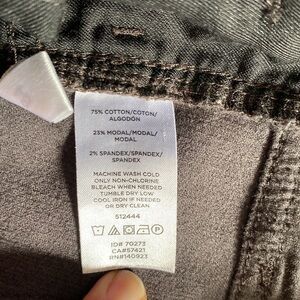 75% COTTON/COTON/
ALGODÓN
23% MODAL/MODAL/
MODAL
2% SPANDEX/SPANDEX/
SPANDEX
MACHINE WASH COLD
ONLY NON-CHLORINE
BLEACH WHEN NEEDED
TUMBLE DRY LOW
COOL IRON IF NEEDED
OR DRY CLEAN
512444
ID# 70273
CA#57421
RN#140923